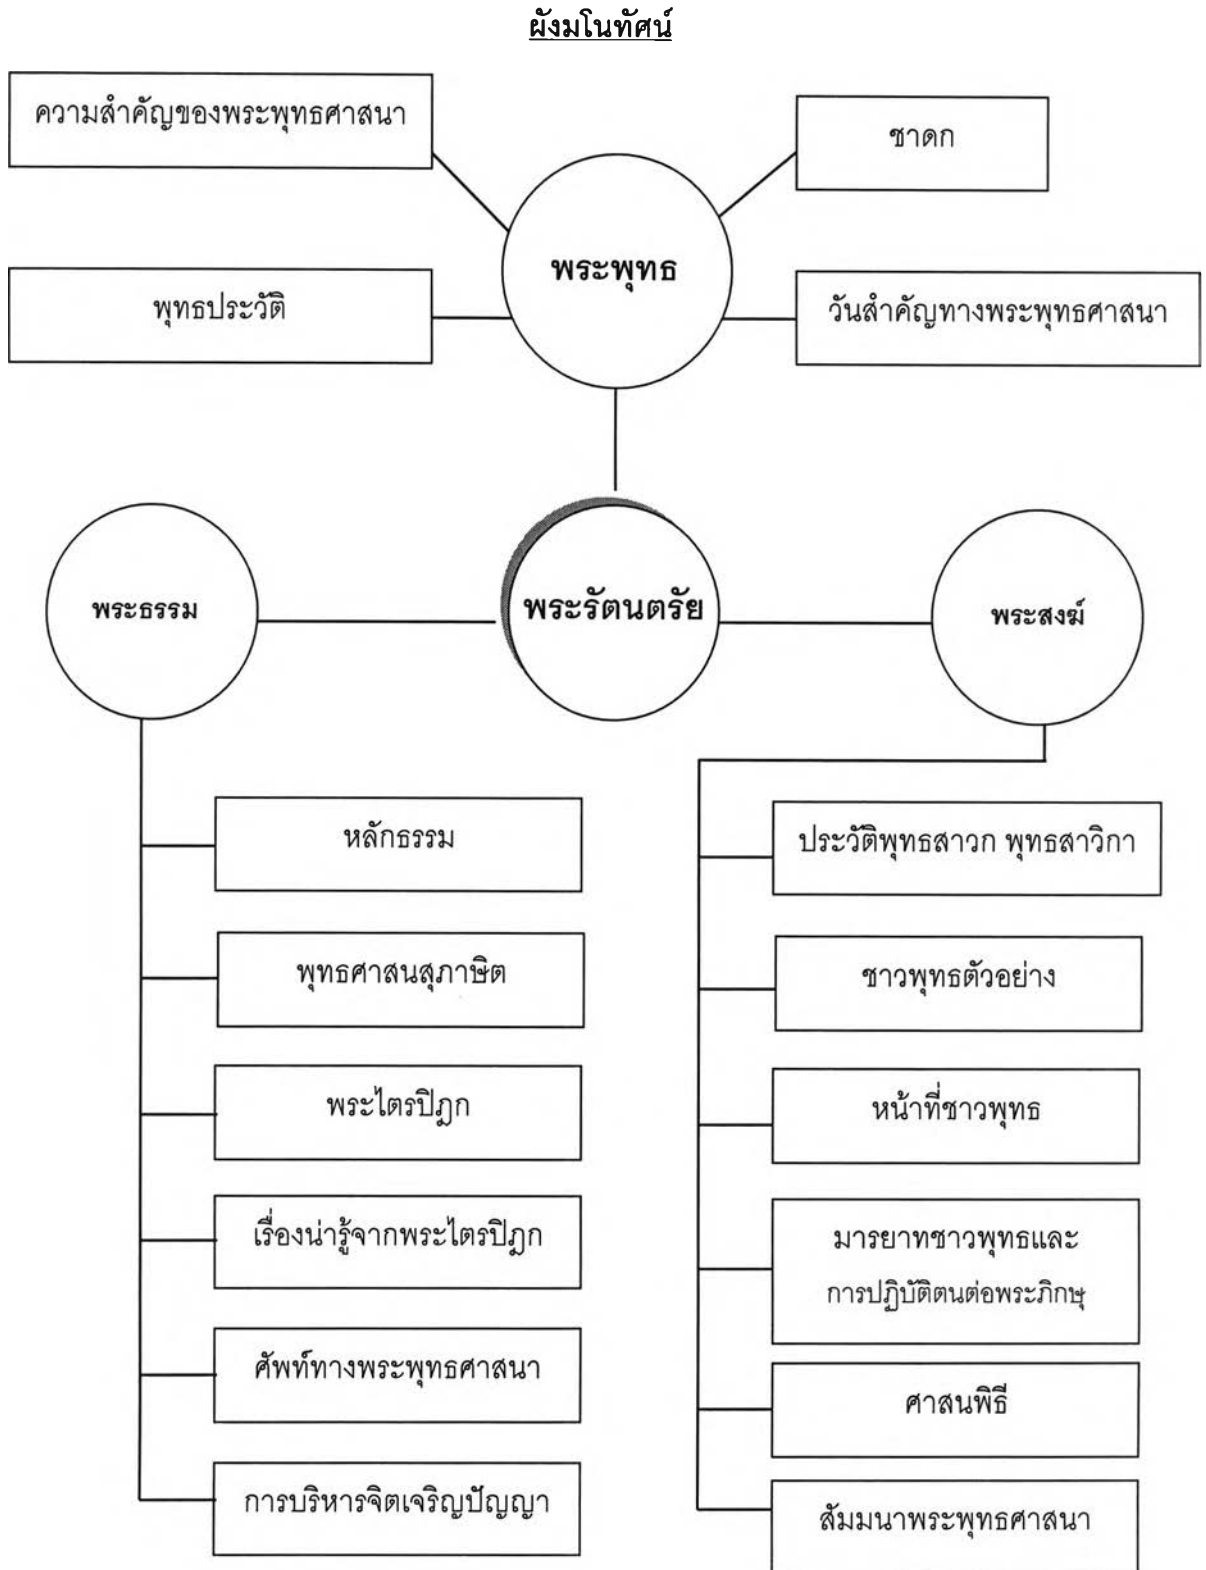 ผังมโนทัศน์
ความสำคัญของพระพุทธศาสนา
ชาดก
พระพุทธ
พุทธประวัติ
วันสำคัญทางพระพุทธศาสนา
พระธรรม
พระรัตนตรัย
พระสงฆ์
หลักธรรม
พุทธศาสนสุภาษิต
พระไตรปิฎก
เรื่องน่ารู้จากพระไตรปิฎก
ศัพท์ทางพระพุทธศาสนา
การบริหารจิตเจริญปัญญา
ประวัติพุทธสาวก พุทธสาวิกา
ชาวพุทธตัวอย่าง
หน้าที่ชาวพุทธ
มารยาทชาวพุทธและ
การปฏิบัติตนต่อพระภิกษุ
ศาสนพิธี
สัมมนาพระพุทธศาสนา